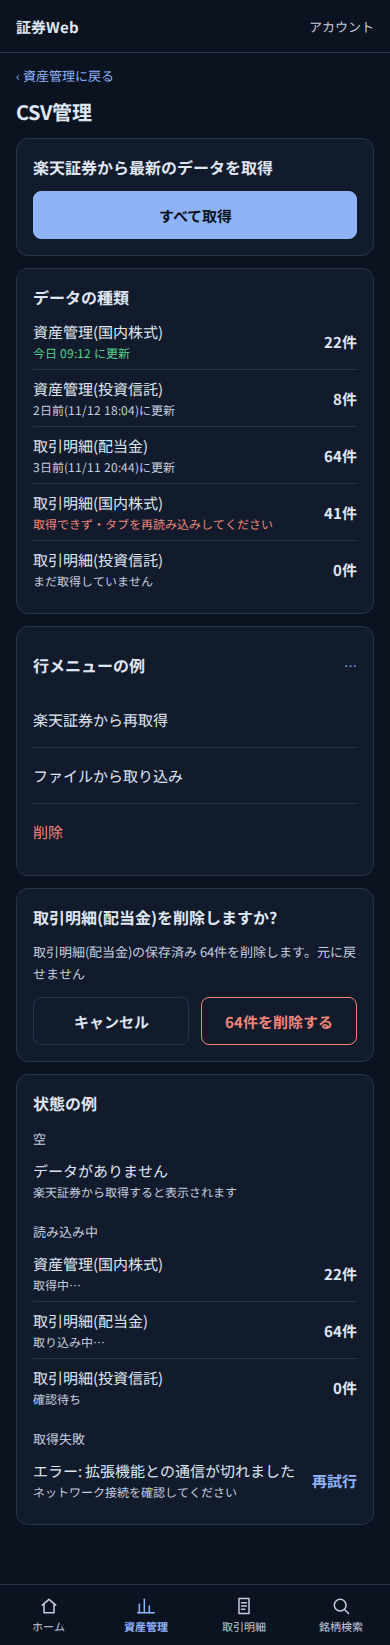 証券Web
アカウント
‹ 資産管理に戻る
CSV管理
楽天証券から最新のデータを取得
すべて取得
データの種類
資産管理(国内株式)
今日 09:12 に更新
22件
資産管理(投資信託)
2日前(11/12 18:04)に更新
8件
取引明細(配当金)
3日前(11/11 20:44)に更新
64件
取引明細(国内株式)
取得できず・タブを再読み込みしてください
41件
取引明細(投資信託)
まだ取得していません
0件
行メニューの例
…
楽天証券から再取得
ファイルから取り込み
削除
取引明細(配当金)を削除しますか?
取引明細(配当金)の保存済み 64件を削除します。元に戻
せません
キャンセル
64件を削除する
状態の例
空
データがありません
楽天証券から取得すると表示されます
読み込み中
資産管理(国内株式)
取得中…
22件
取引明細(配当金)
取り込み中…
64件
取引明細(投資信託)
確認待ち
0件
取得失敗
エラー: 拡張機能との通信が切れました
ネットワーク接続を確認してください
再試行
ホーム
資産管理
取引明細
銘柄検索